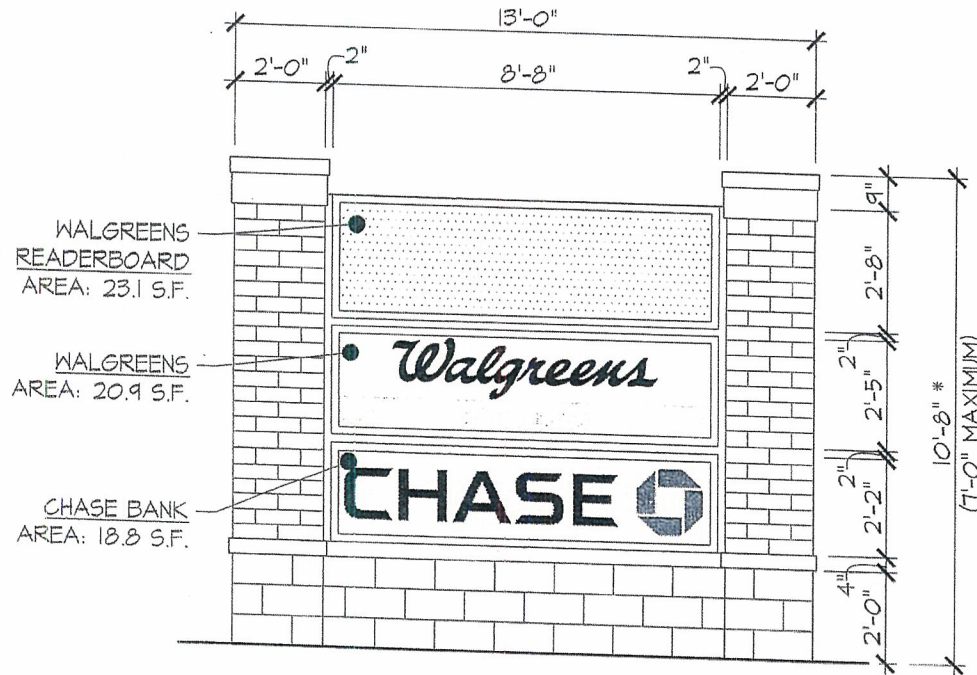 13'-0"
2'-0"
2"
8'-8"
2"
2'-0"
WALGREENS
READERBOARD
AREA: 23.1 S.F.
WALGREENS
AREA: 20.9 S.F.
CHASE BANK
AREA: 18.8 S.F.
Walgreens
CHASE
9"
2'-8"
2"
2'-5"
2"
2'-2"
4"
2'-0"
10'-8" *
(7'-0" MAXIMUM)